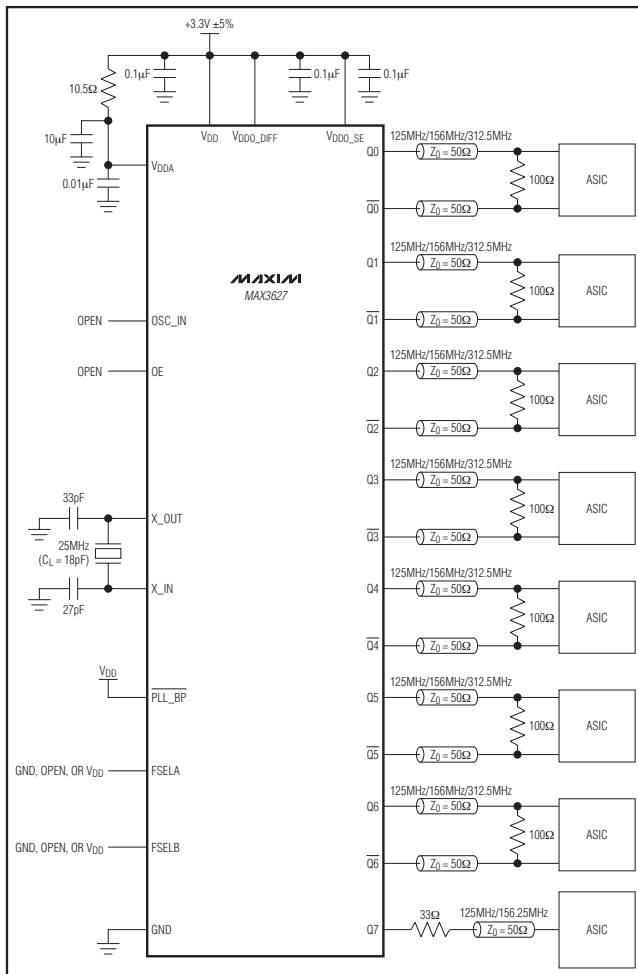 +3.3V ±5%
0.1µF
0.1µF
0.1µF
10.5Ω
10µF
0.01µF
VDD
VDDO_DIFF
VDDO_SE
VDDA
MAXIM
MAX3627
OPEN
OSC_IN
OPEN
OE
33pF
X_OUT
25MHz
(CL = 18pF)
X_IN
27pF
VDD
PLL_BP
GND, OPEN, OR VDD
FSELA
GND, OPEN, OR VDD
FSELB
GND
Q0
125MHz/156MHz/312.5MHz
Z0 = 50Ω
100Ω
ASIC
Q0
Z0 = 50Ω
Q1
125MHz/156MHz/312.5MHz
Z0 = 50Ω
100Ω
ASIC
Q1
Z0 = 50Ω
Q2
125MHz/156MHz/312.5MHz
Z0 = 50Ω
100Ω
ASIC
Q2
Z0 = 50Ω
Q3
125MHz/156MHz/312.5MHz
Z0 = 50Ω
100Ω
ASIC
Q3
Z0 = 50Ω
Q4
125MHz/156MHz/312.5MHz
Z0 = 50Ω
100Ω
ASIC
Q4
Z0 = 50Ω
Q5
125MHz/156MHz/312.5MHz
Z0 = 50Ω
100Ω
ASIC
Q5
Z0 = 50Ω
Q6
125MHz/156MHz/312.5MHz
Z0 = 50Ω
100Ω
ASIC
Q6
Z0 = 50Ω
Q7
33Ω
125MHz/156.25MHz
Z0 = 50Ω
ASIC